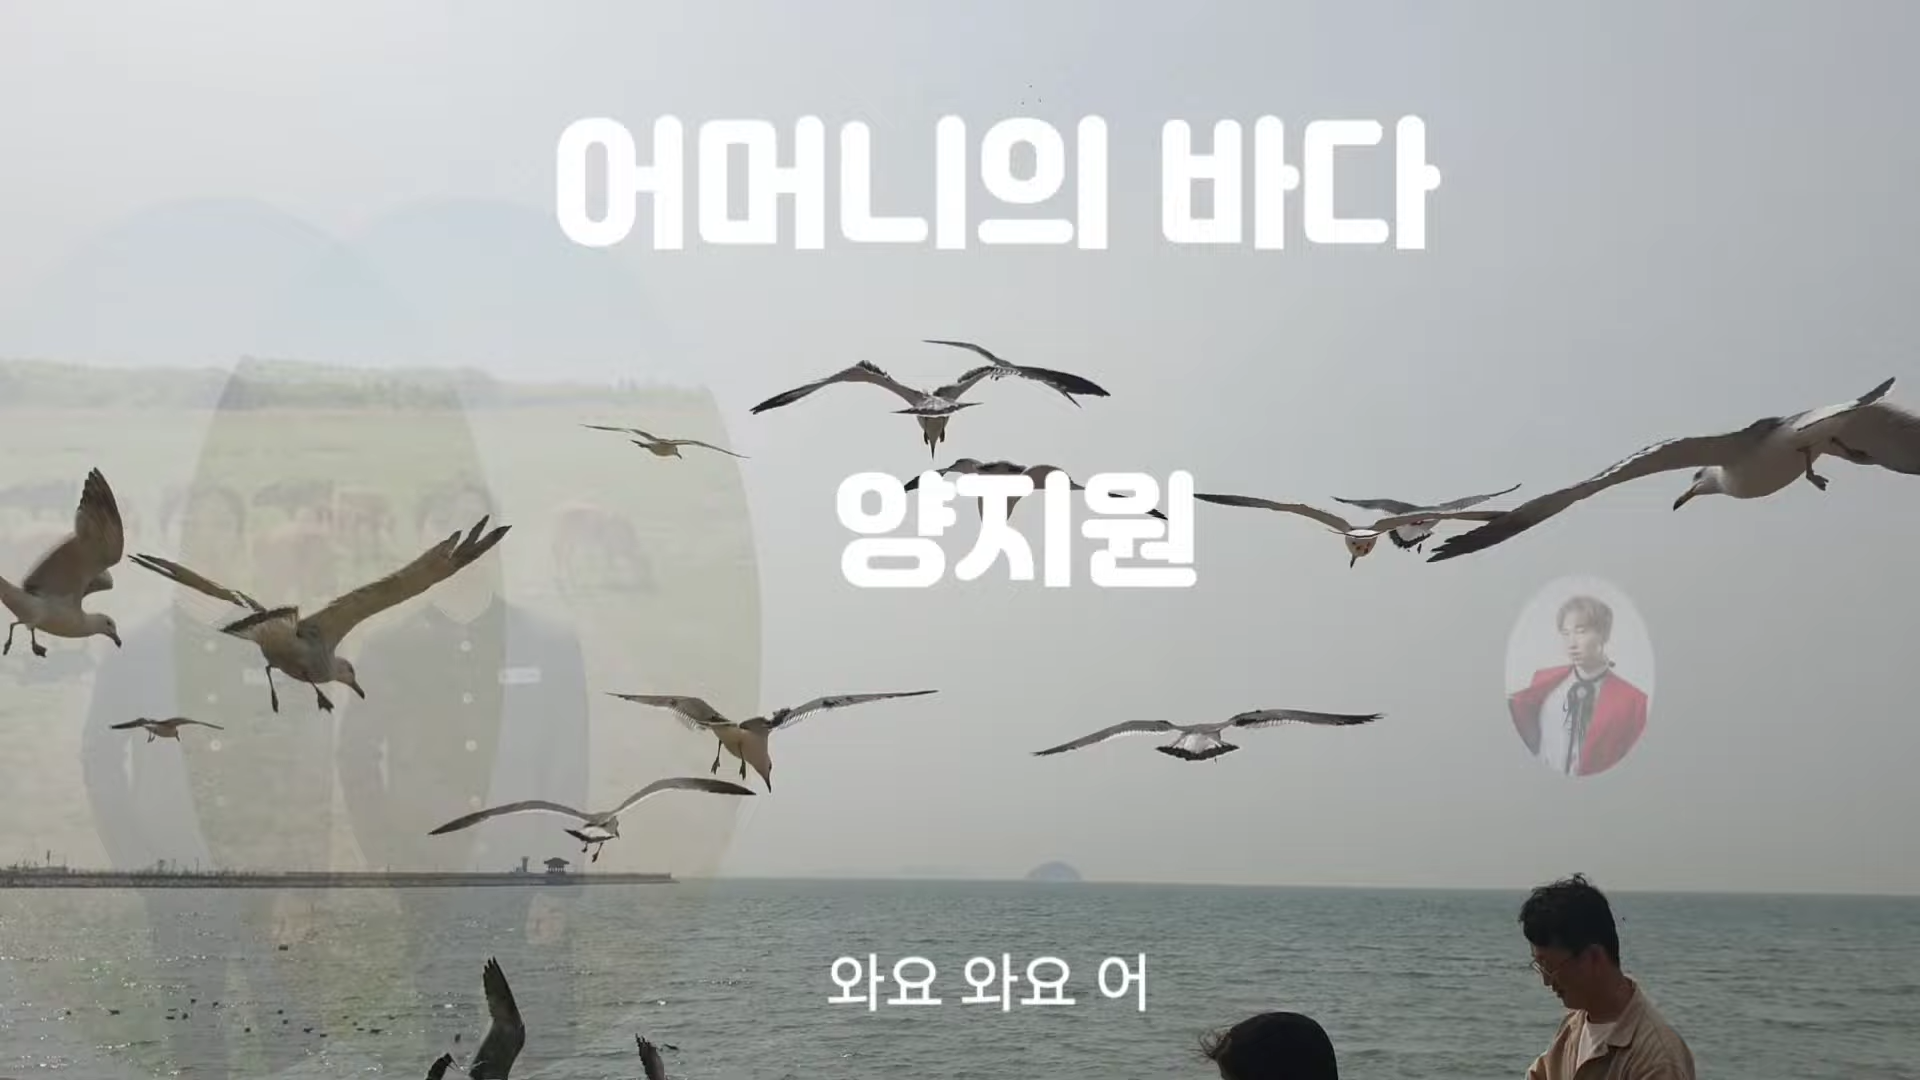 어머니의 바다
양지원
와요 와요 어